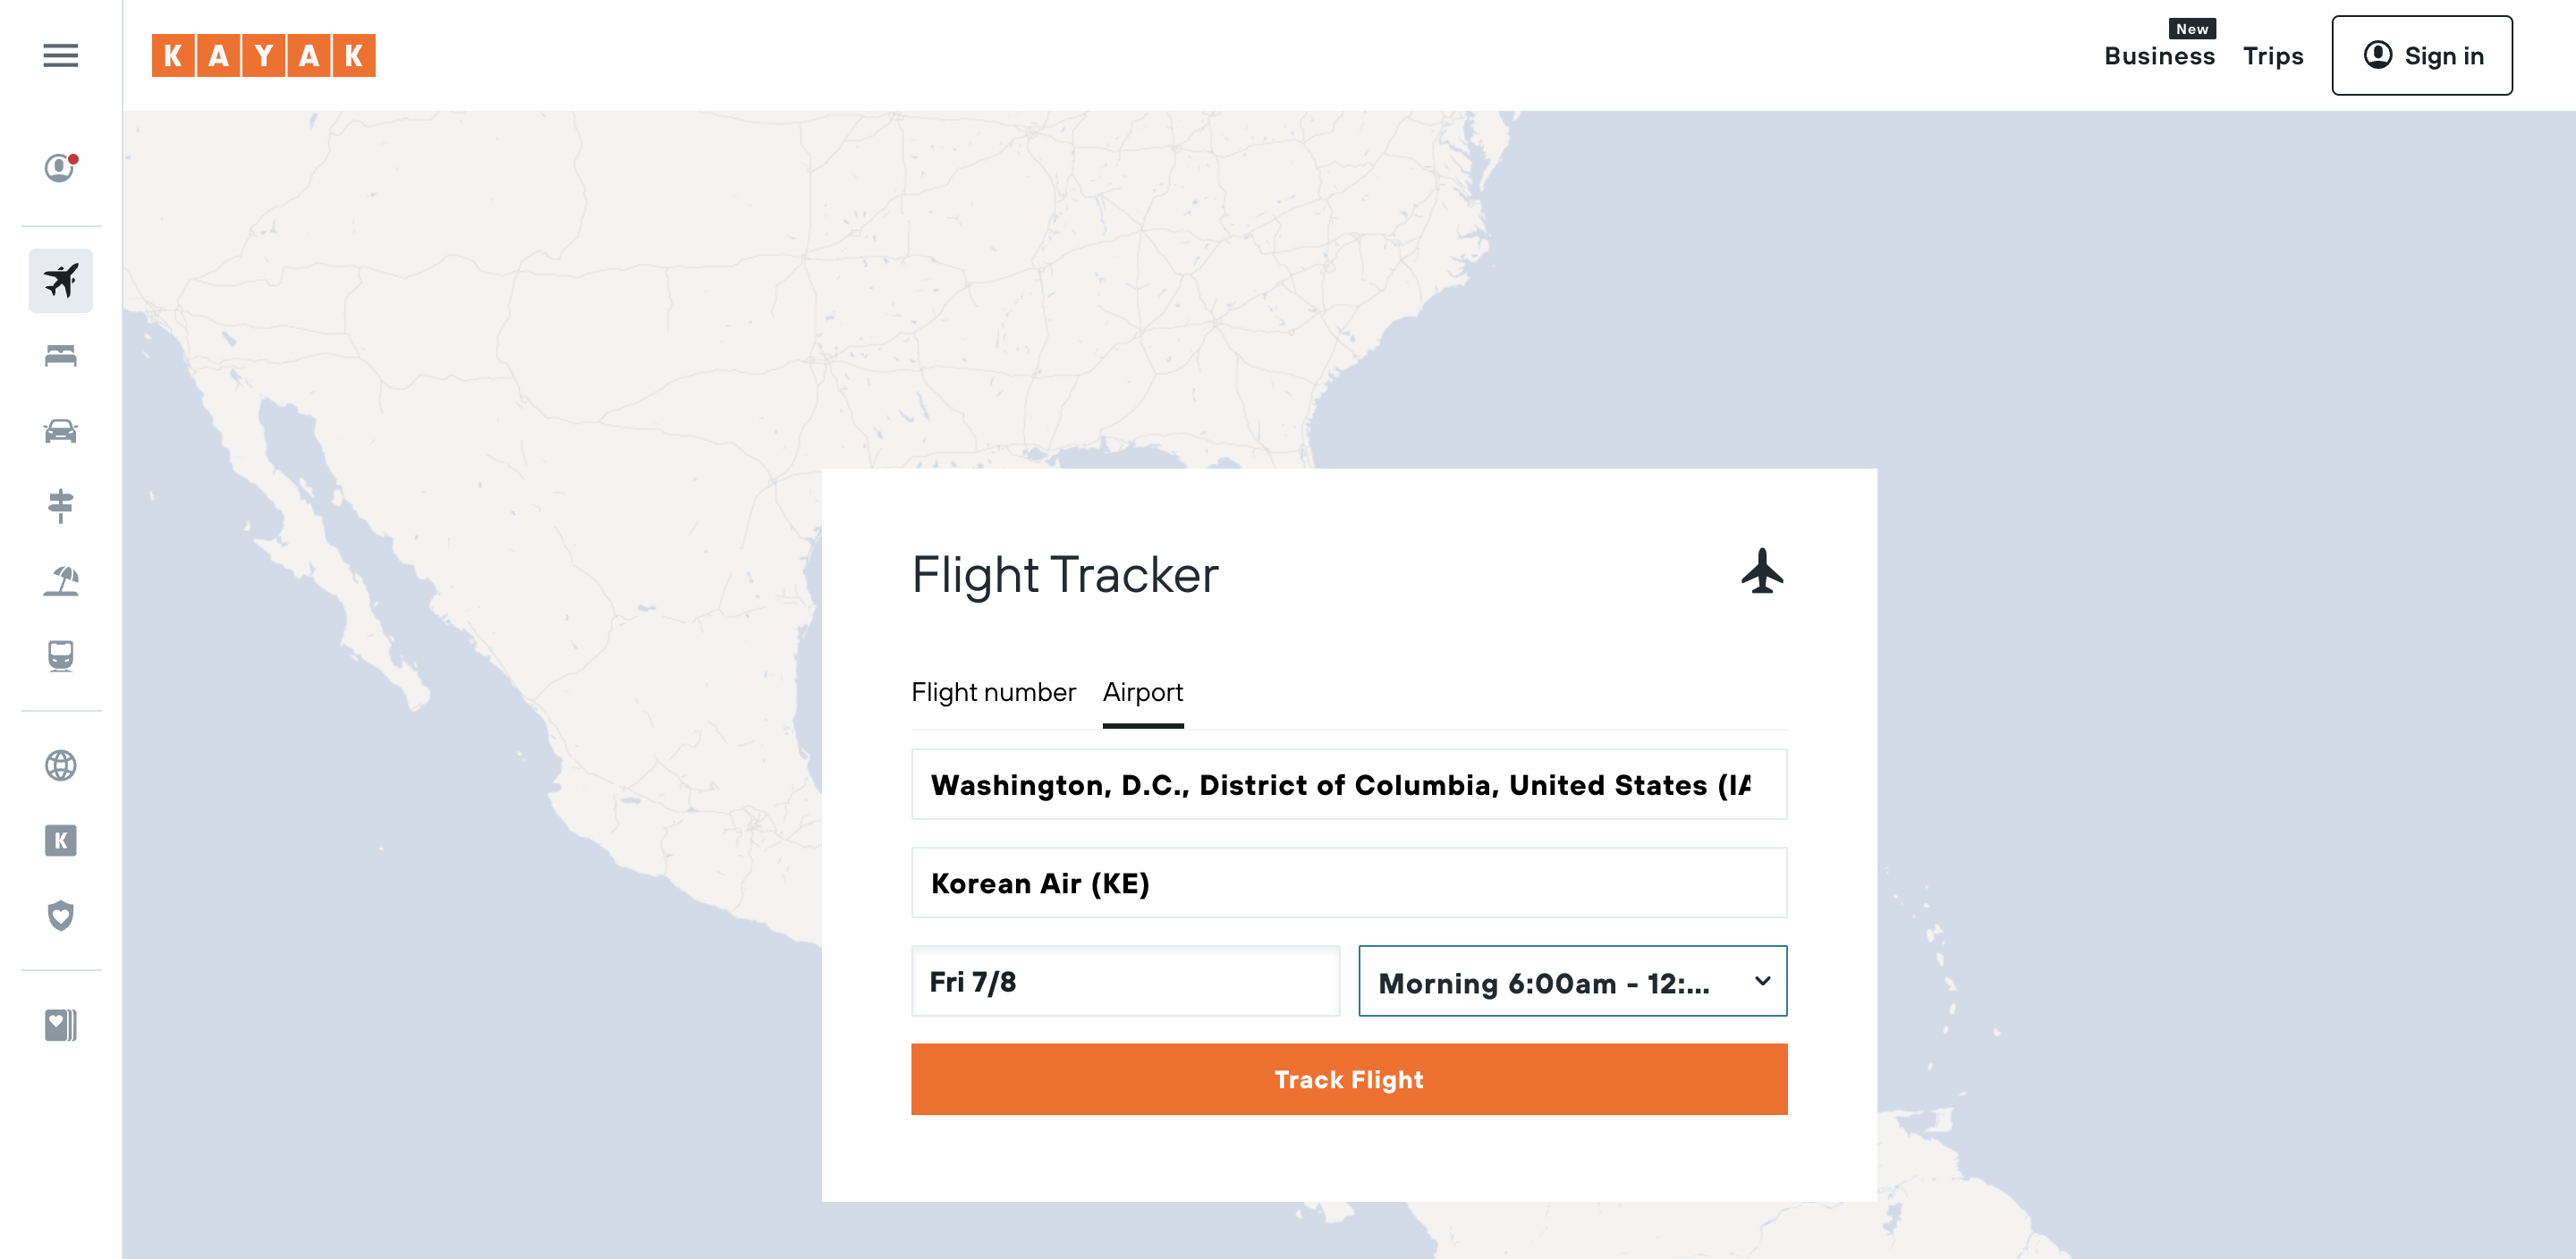 KAYAK
New
Business
Trips
Sign in
Flight Tracker
Flight number
Airport
Washington, D.C., District of Columbia, United States (IA
Korean Air (KE)
Fri 7/8
Morning 6:00am - 12:...
Track Flight
K